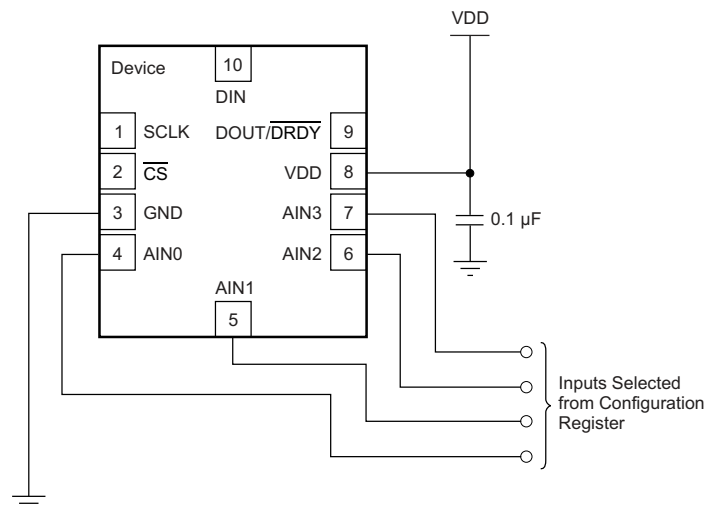 VDD
Device
10
DIN
1 SCLK DOUT/DRDY 9
2 CS VDD 8
3 GND AIN3 7
0.1 µF
4 AIN0 AIN2 6
AIN1
5
Inputs Selected
from Configuration
Register